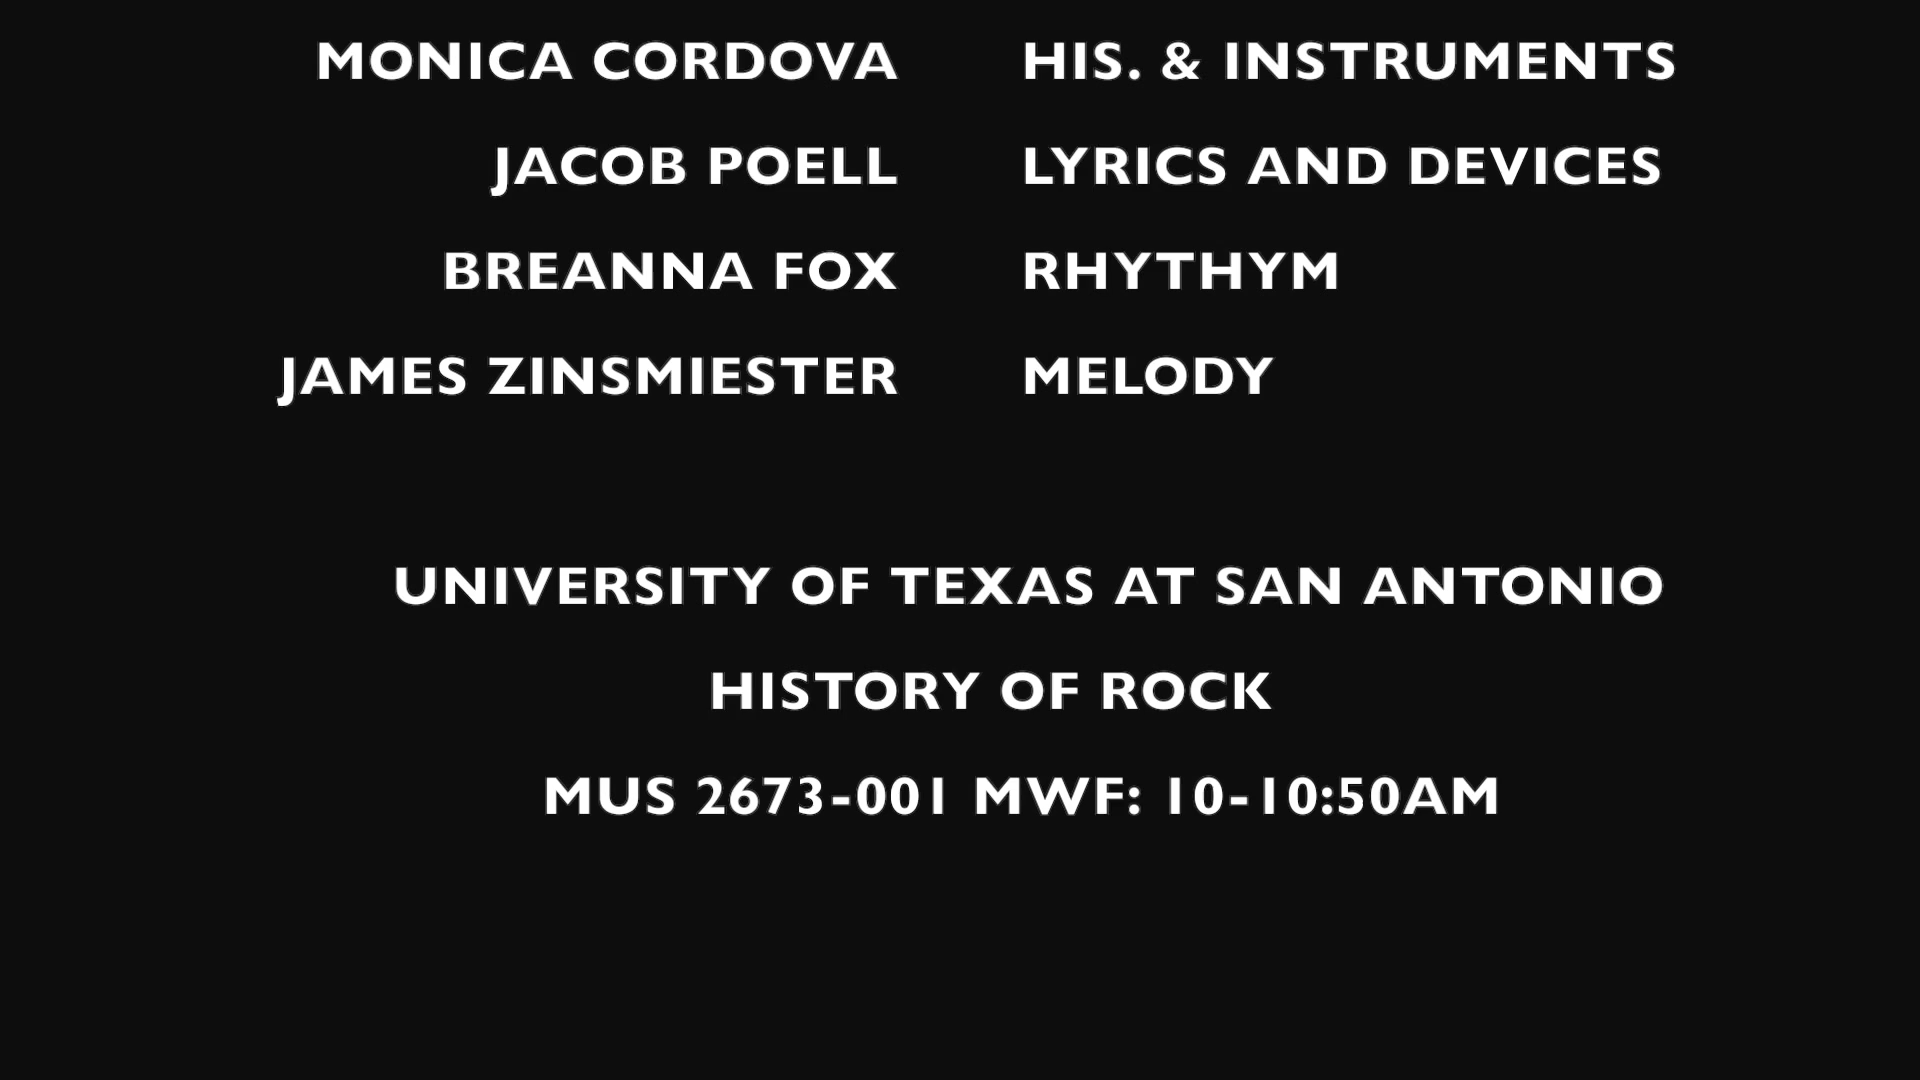 MONICA CORDOVA HIS. & INSTRUMENTS
JACOB POELL LYRICS AND DEVICES
BREANNA FOX RHYTHYM
JAMES ZINSMIESTER MELODY
UNIVERSITY OF TEXAS AT SAN ANTONIO
HISTORY OF ROCK
MUS 2673-001 MWF: 10-10:50AM